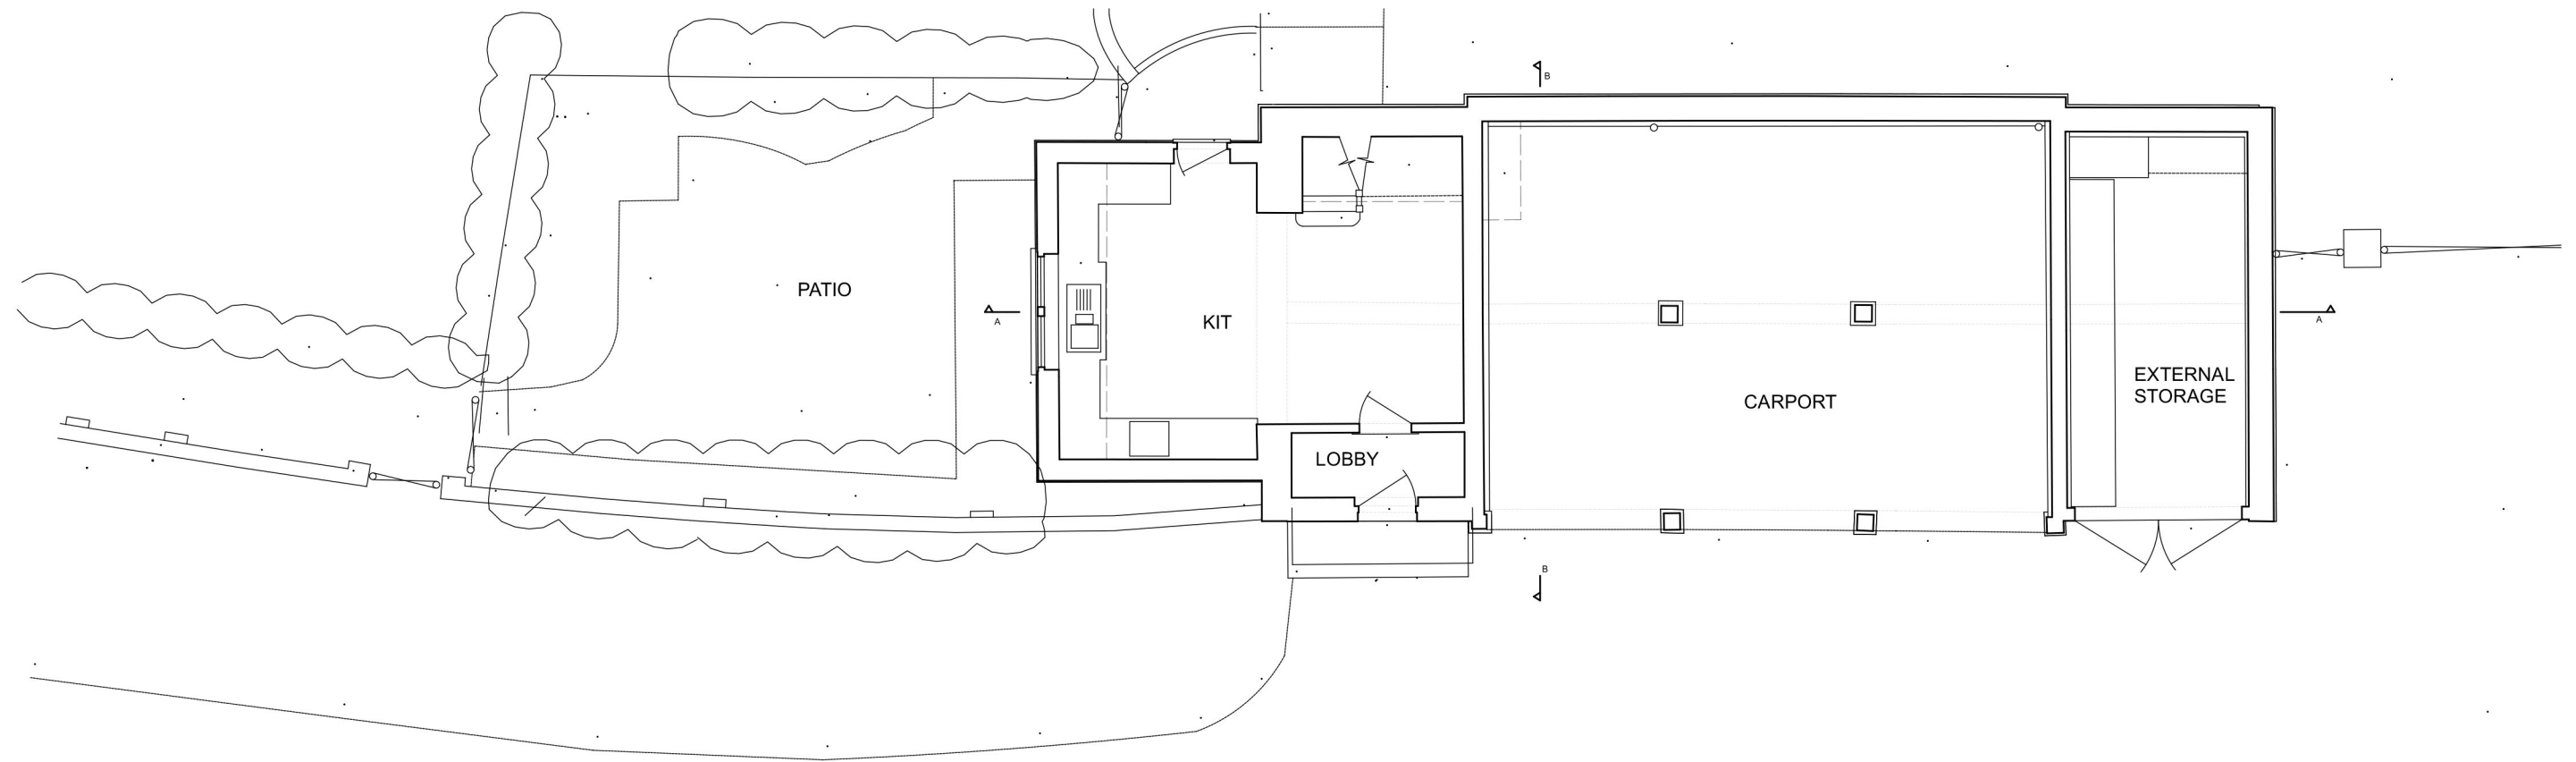 B
PATIO
A
KIT
A
EXTERNAL
STORAGE
CARPORT
LOBBY
B